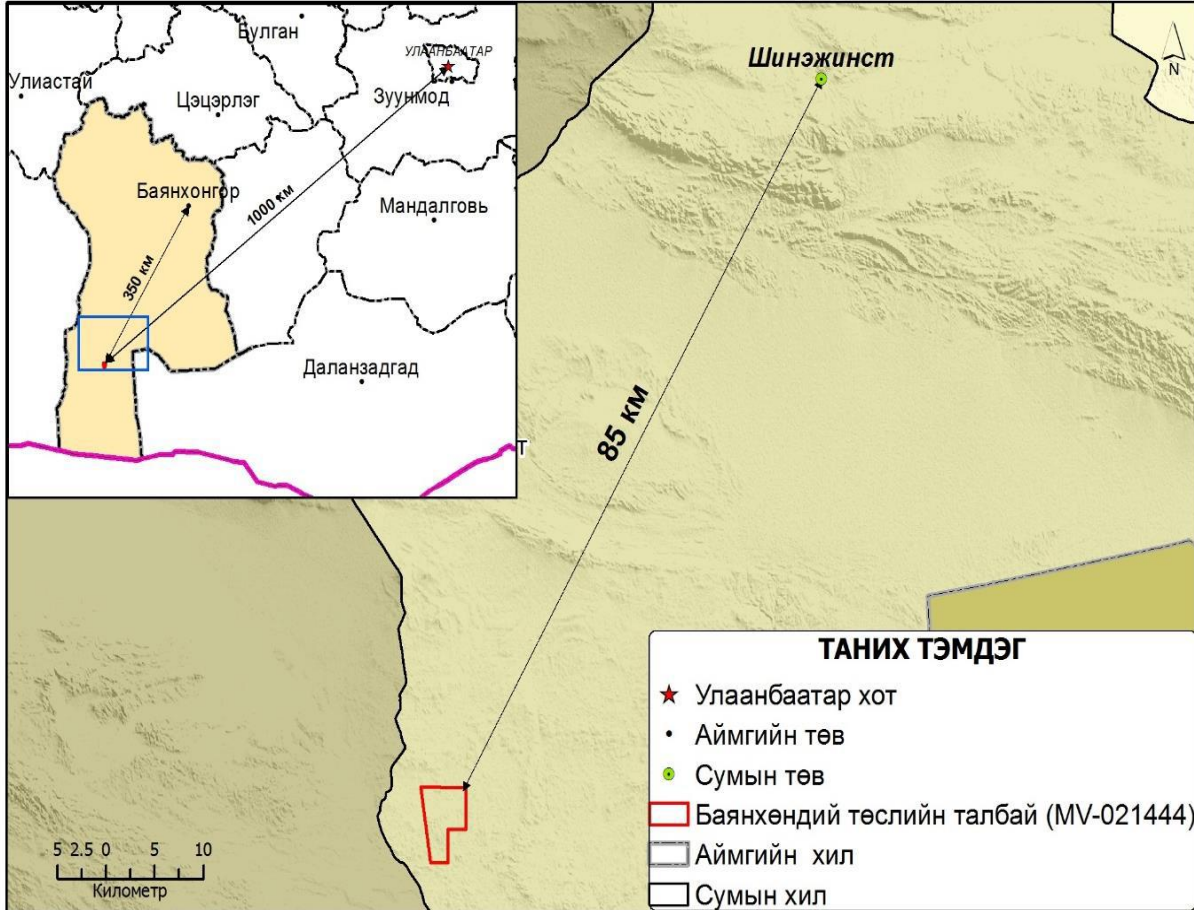 Булган
УЛААНБААТАР
Улиастай
Цэцэрлэг
Зуунмод
Баянхонгор
1000 км
Мандалговь
350 км
Даланзадгад
Т
Шинэжинст
N
85 км
5 2.5 0 5 10
Километр
ТАНИХ ТЭМДЭГ
Улаанбаатар хот
Аймгийн төв
Сумын төв
Баянхөндий төслийн талбай (MV-021444)
Аймгийн хил
Сумын хил